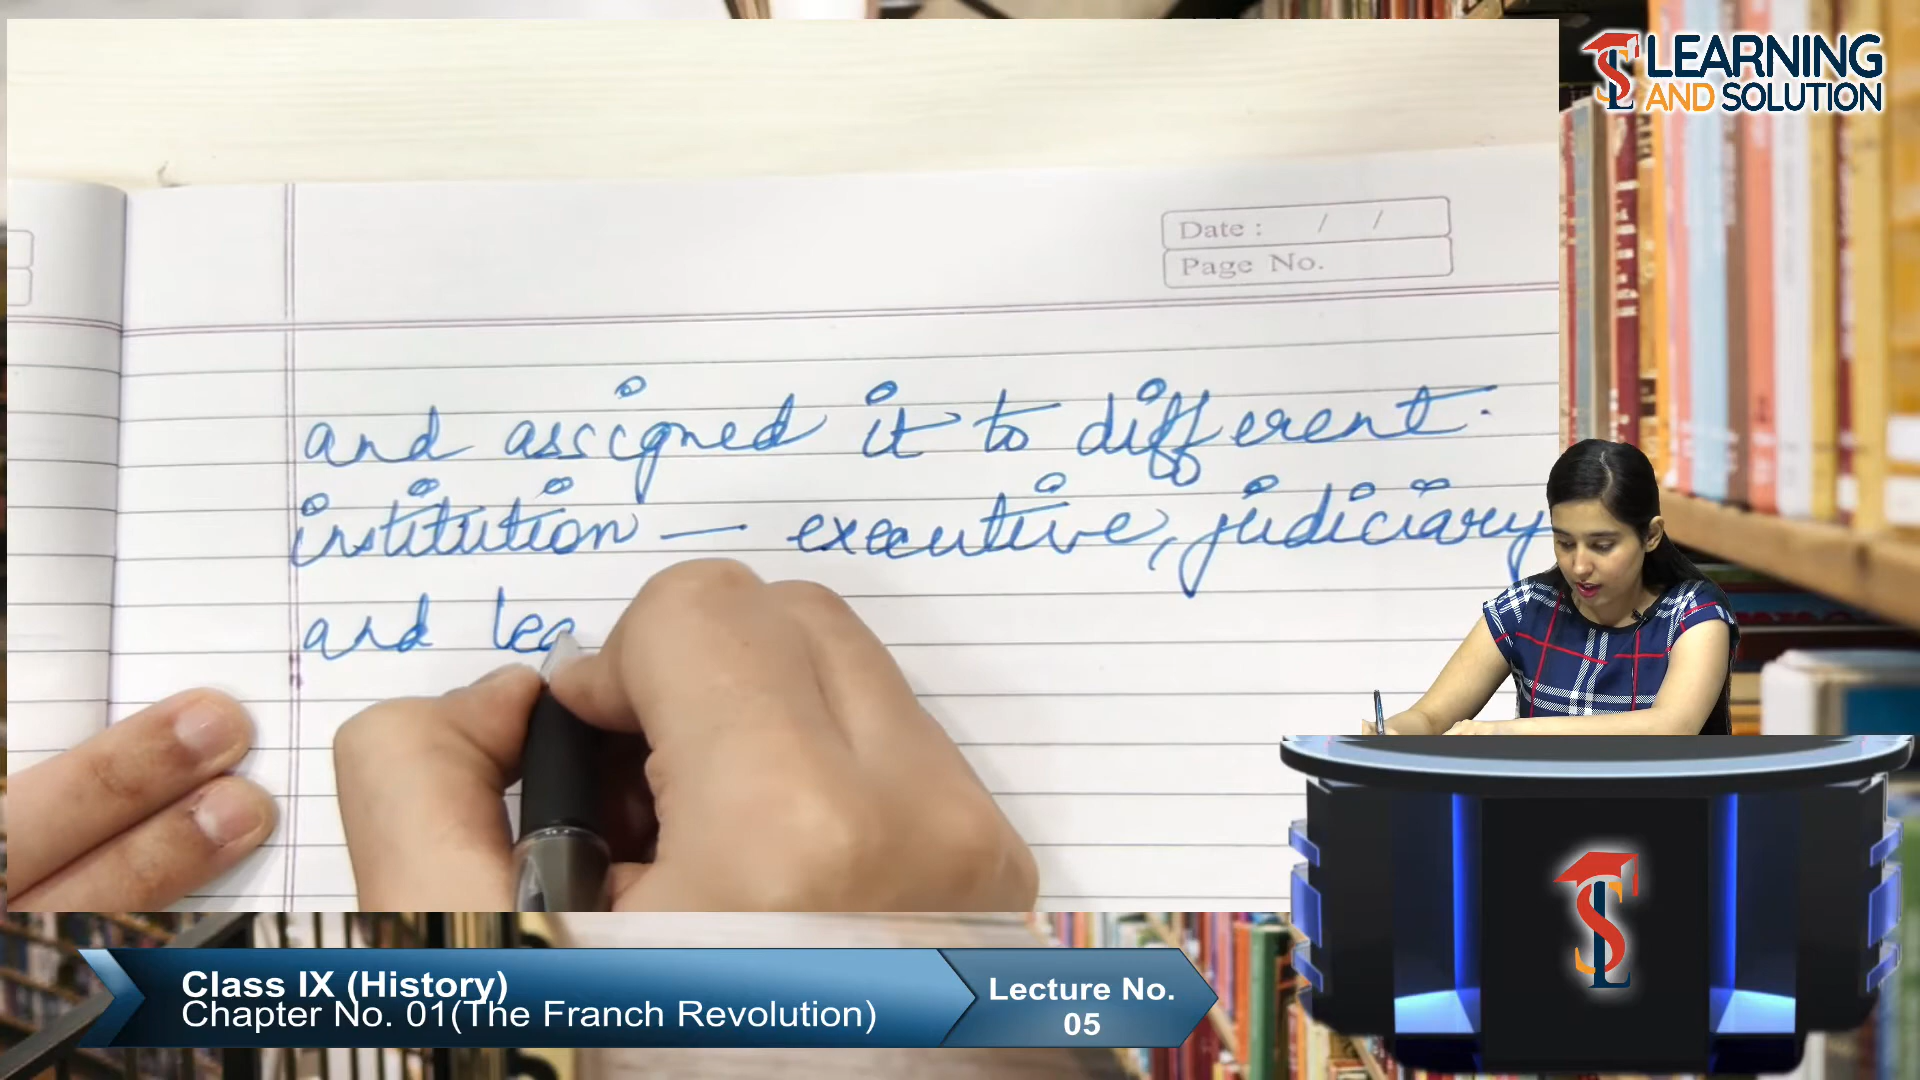 LEARNING
AND SOLUTION
Date : / /
Page No.
and assigned it to different.
institution — executive, judiciary
and leg
Class IX (History)
Chapter No. 01(The Franch Revolution)
Lecture No.
05